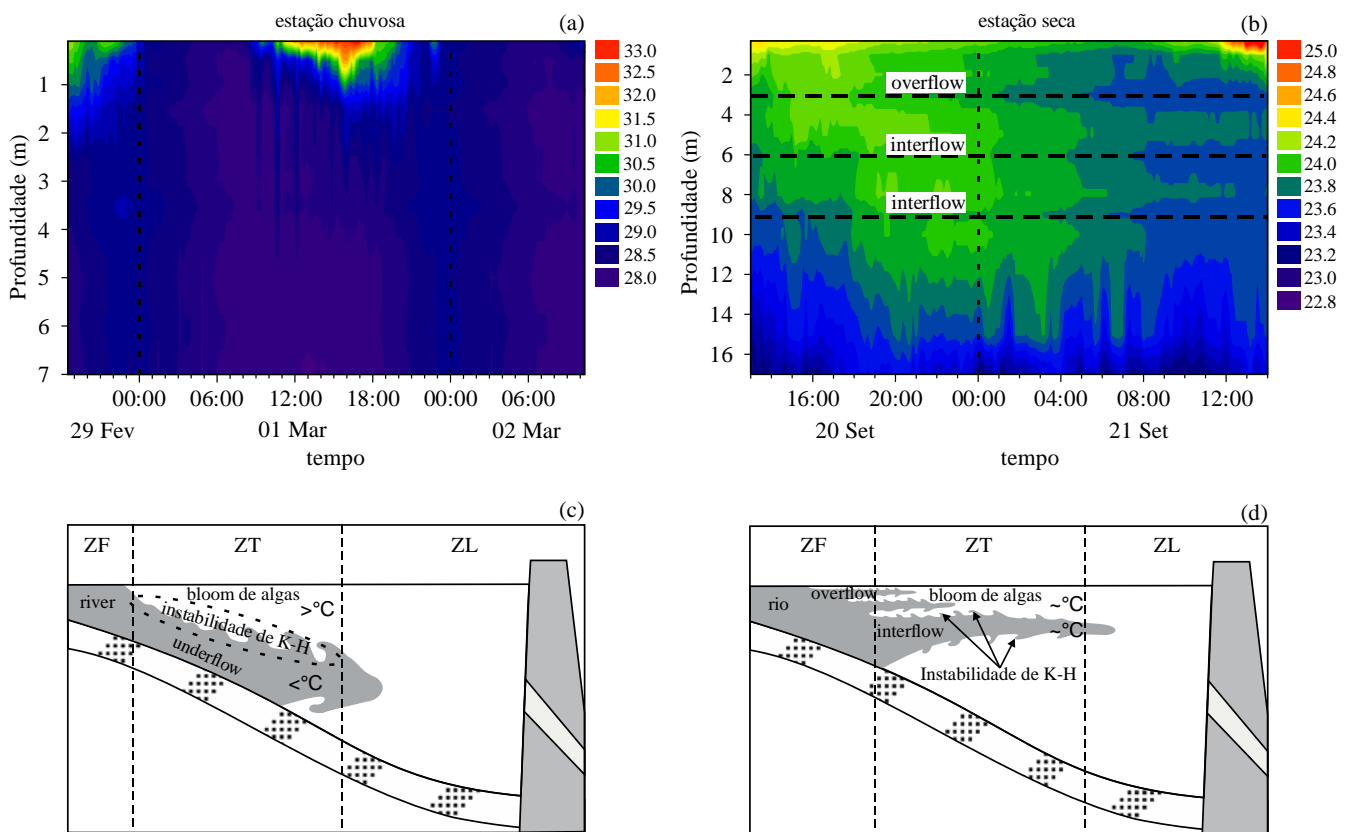 estação chuvosa
(a)
Profundidade (m)
1
2
3
4
5
6
7
00:00 06:00 12:00 18:00 00:00 06:00
29 Fev 01 Mar 02 Mar
tempo
33.0
32.5
32.0
31.5
31.0
30.5
30.0
29.5
29.0
28.5
28.0
estação seca
(b)
Profundidade (m)
2
4
6
8
10
12
14
16
overflow
interflow
interflow
16:00 20:00 00:00 04:00 08:00 12:00
20 Set 21 Set
tempo
25.0
24.8
24.6
24.4
24.2
24.0
23.8
23.6
23.4
23.2
23.0
22.8
(c)
ZF ZT ZL
river
bloom de algas
>°C
instabilidade de K-H
underflow
<°C
(d)
ZF ZT ZL
rio
overflow
bloom de algas
~°C
interflow
~°C
Instabilidade de K-H